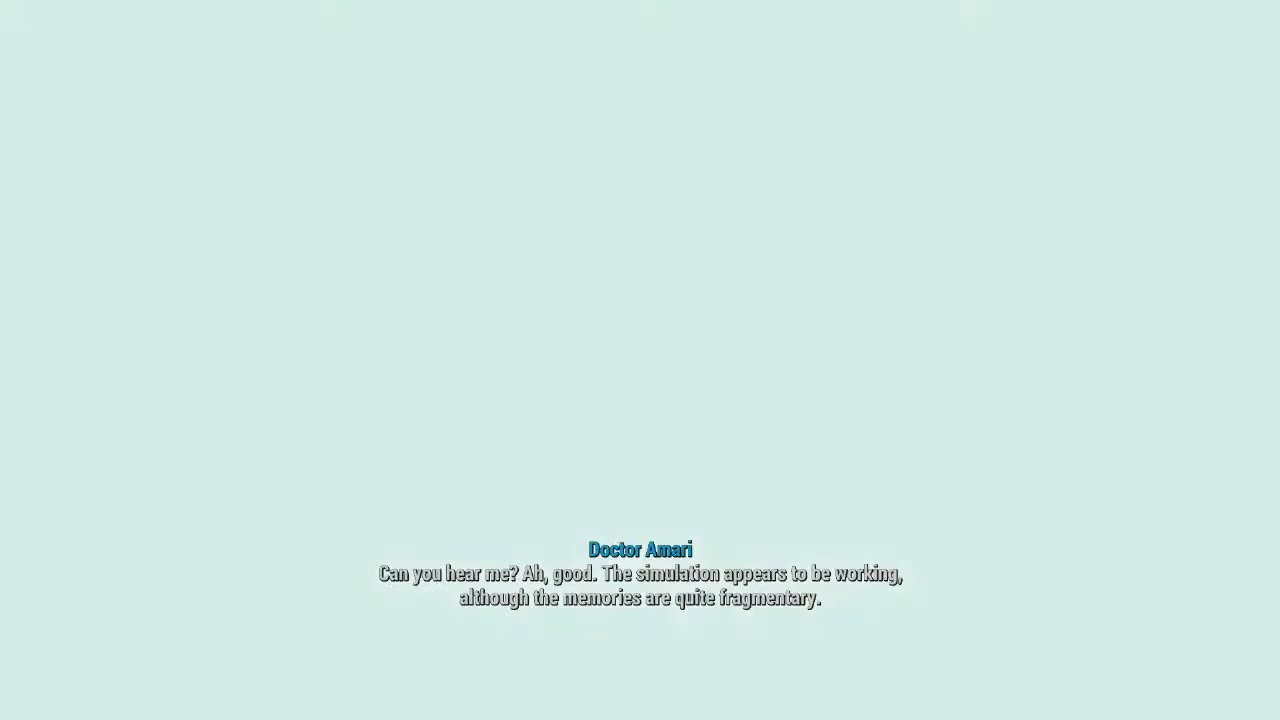 Doctor Amari
Can you hear me? Ah, good. The simulation appears to be working,
although the memories are quite fragmentary.